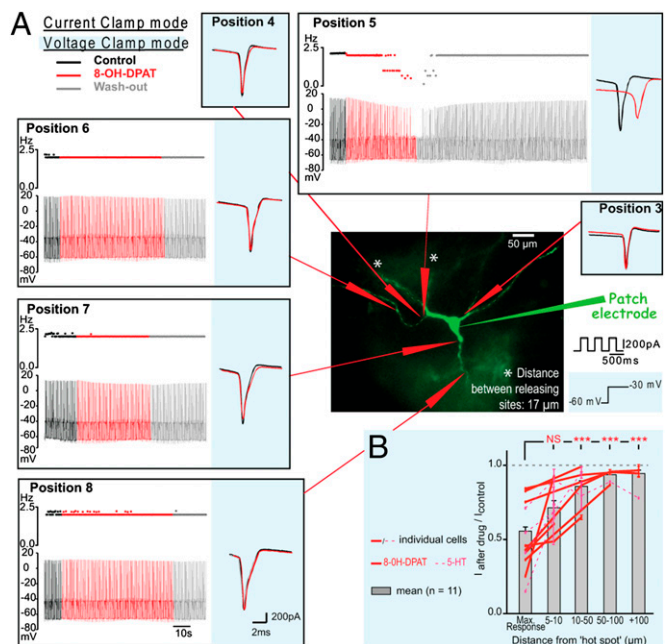 A
Current Clamp mode
Voltage Clamp mode
Control
8-OH-DPAT
Wash-out
Position 4
Position 5
Hz
2.5
0.0
20
0
-20
-40
-60
-80
mV
Position 6
Hz
2.5
0.0
20
0
-20
-40
-60
-80
mV
Position 3
50 µm
*
*
Patch
electrode
* Distance
between releasing
sites: 17 µm
200pA
500ms
-30 mV
-60 mV
Position 7
Hz
2.5
0.0
20
0
-20
-40
-60
-80
mV
Position 8
Hz
2.5
0.0
20
0
-20
-40
-60
-80
mV
10s
200pA
2ms
B
NS *** *** ***
I after drug / Icontrol
1.0
0.5
0
individual cells
8-0H-DPAT
5-HT
mean (n = 11)
Max. Response
5-10
10-50
50-100
+100
Distance from 'hot spot' (µm)